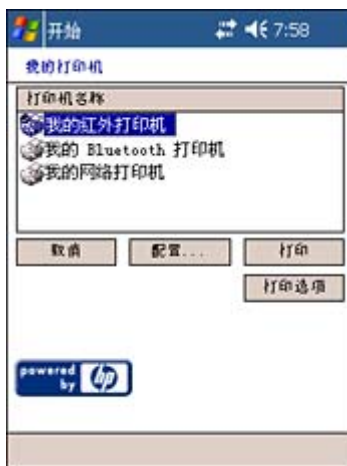 开始 7:58
我的打印机
打印机名称
我的红外打印机
我的 Bluetooth 打印机
我的网络打印机
取消 配置... 打印
打印选项
powered
by hp